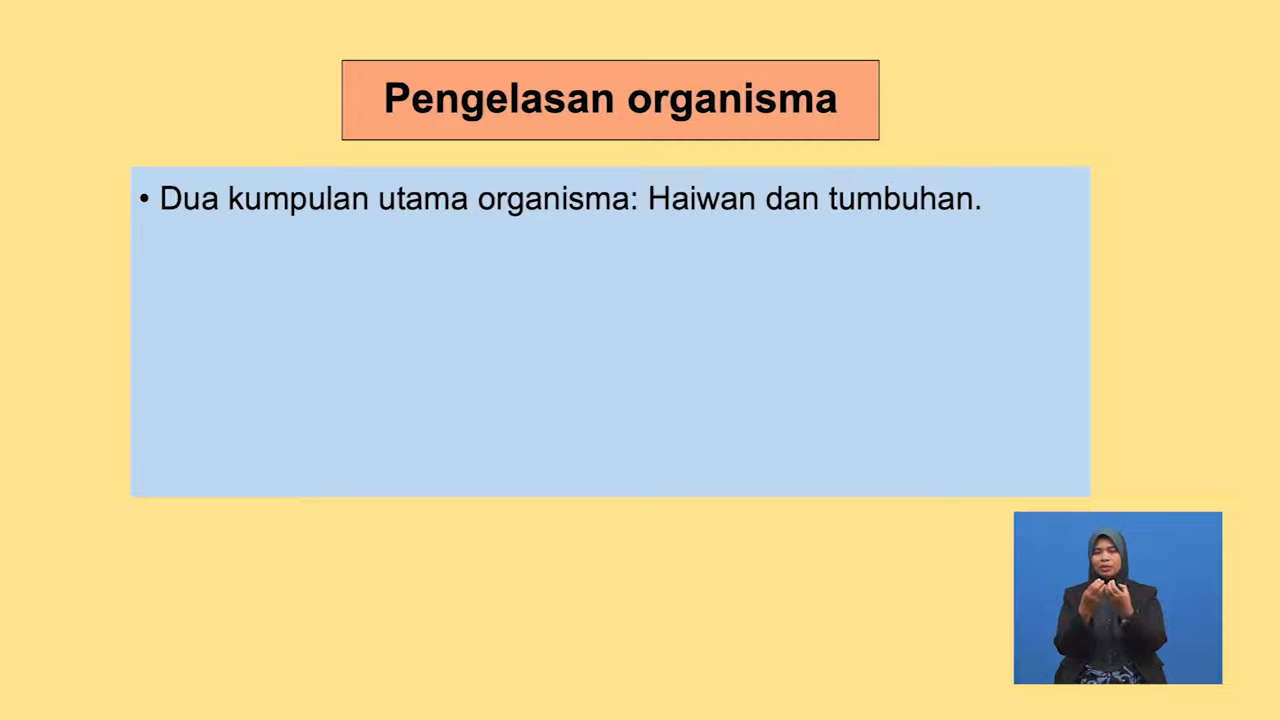 Pengelasan organisma
• Dua kumpulan utama organisma: Haiwan dan tumbuhan.